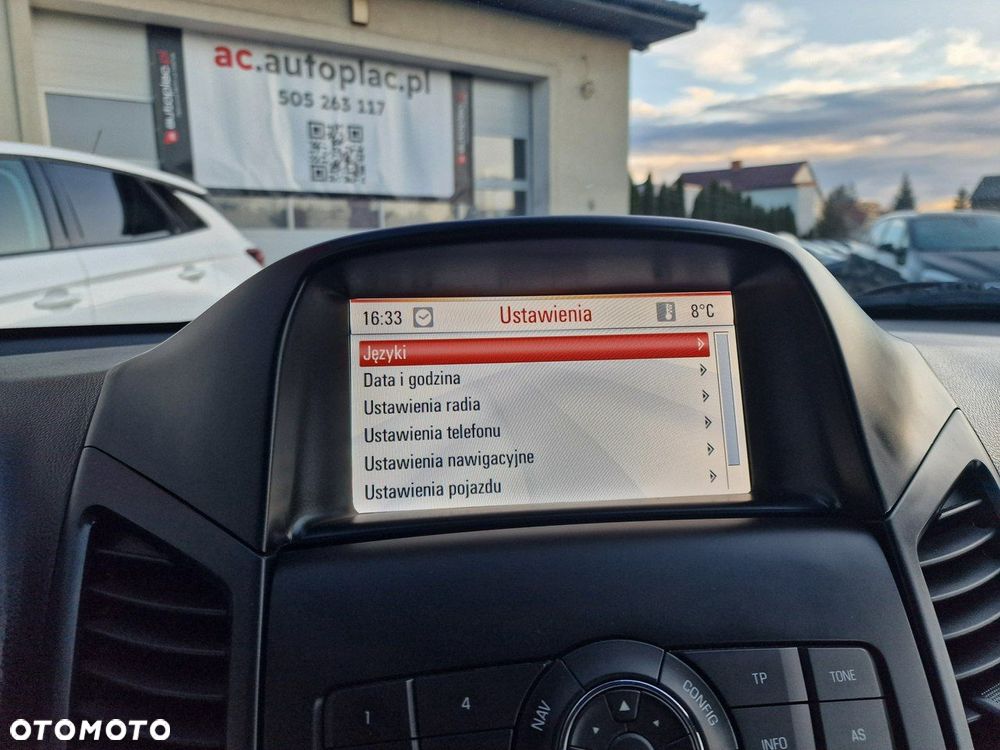 ac.autoplac.pl
505 263 117
16:33 Ustawienia 8°C
Języki
Data i godzina
Ustawienia radia
Ustawienia telefonu
Ustawienia nawigacyjne
Ustawienia pojazdu
1 4 NAV CONFIG TP TONE
INFO AS
OTOMOTO